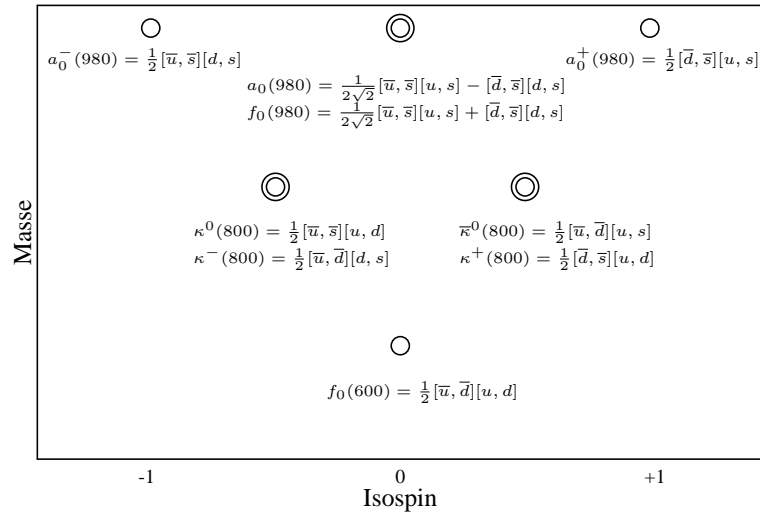 a₀⁻(980) = ½[u̅, s̅][d, s]
a₀⁺(980) = ½[d̅, s̅][u, s]
a₀(980) = 1/(2√2)[u̅, s̅][u, s] − [d̅, s̅][d, s]
f₀(980) = 1/(2√2)[u̅, s̅][u, s] + [d̅, s̅][d, s]
κ⁰(800) = ½[u̅, s̅][u, d]
κ⁻(800) = ½[u̅, d̅][d, s]
κ̅⁰(800) = ½[u̅, d̅][u, s]
κ⁺(800) = ½[d̅, s̅][u, d]
f₀(600) = ½[u̅, d̅][u, d]
Masse
-1
0
+1
Isospin